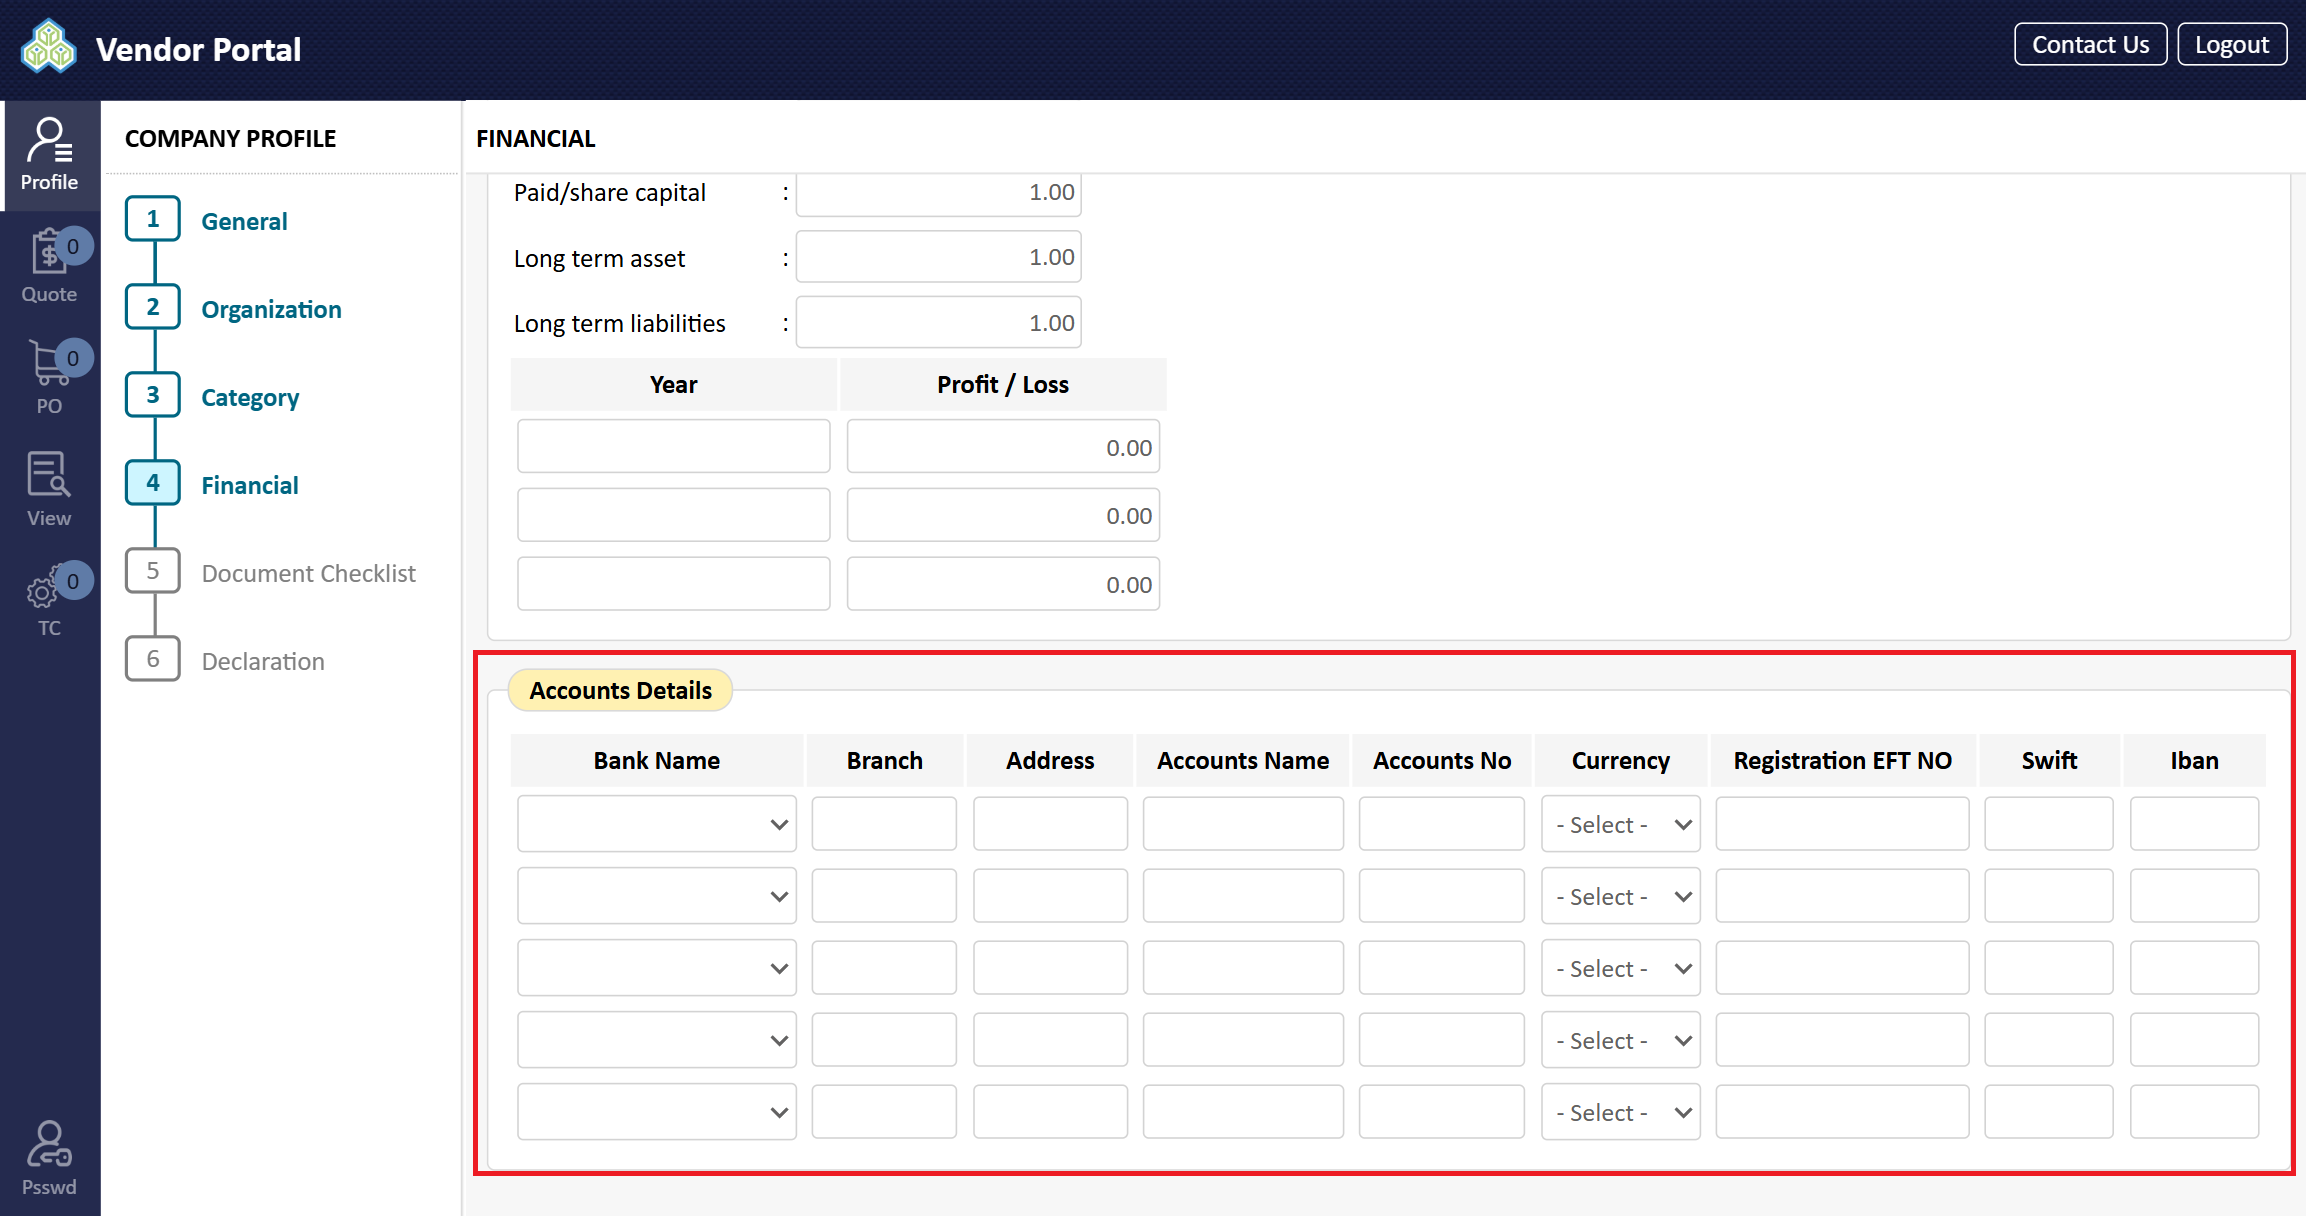 Vendor Portal
Contact Us
Logout
Profile
0
Quote
0
PO
View
0
TC
Psswd
COMPANY PROFILE
1 General
2 Organization
3 Category
4 Financial
5 Document Checklist
6 Declaration
FINANCIAL
Paid/share capital : 1.00
Long term asset : 1.00
Long term liabilities : 1.00
Year Profit / Loss
0.00
0.00
0.00
Accounts Details
Bank Name Branch Address Accounts Name Accounts No Currency Registration EFT NO Swift Iban
- Select -
- Select -
- Select -
- Select -
- Select -